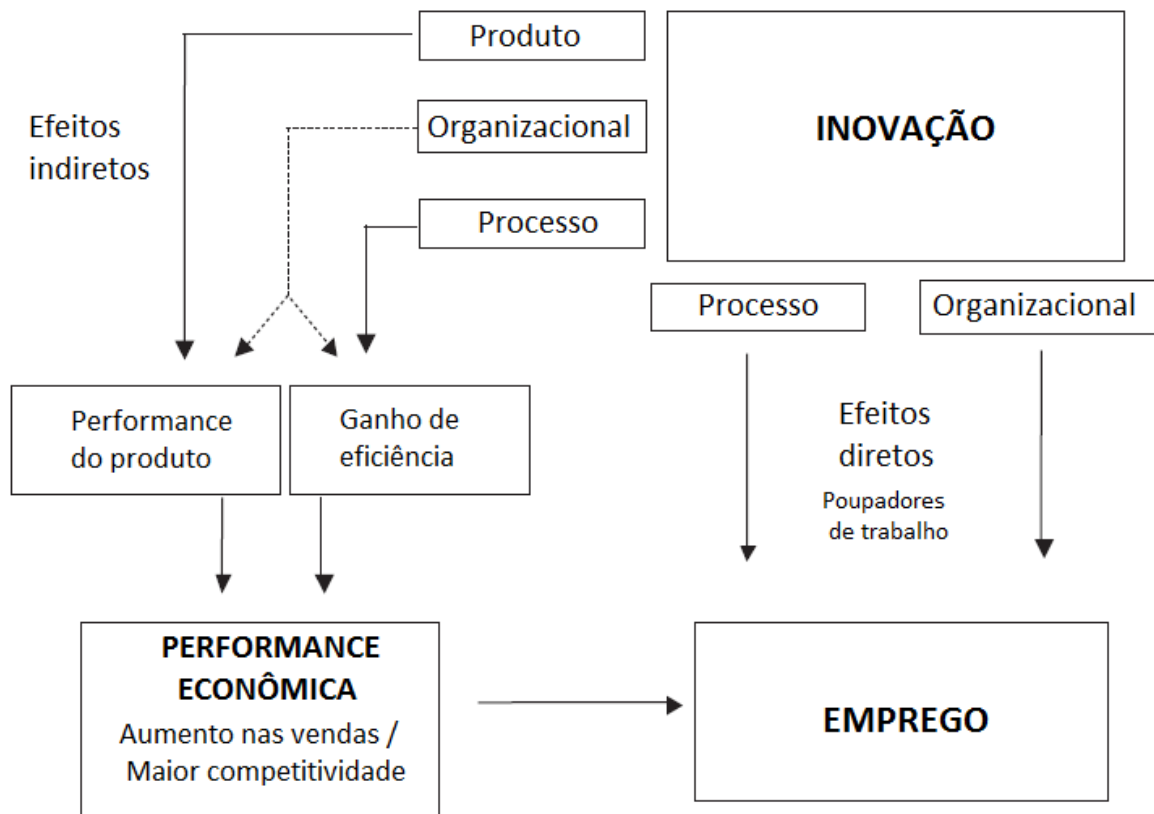 Produto
Efeitos
indiretos
Organizacional
INOVAÇÃO
Processo
Processo
Organizacional
Performance
do produto
Ganho de
eficiência
Efeitos
diretos
Poupadores
de trabalho
PERFORMANCE
ECONÔMICA
Aumento nas vendas /
Maior competitividade
EMPREGO